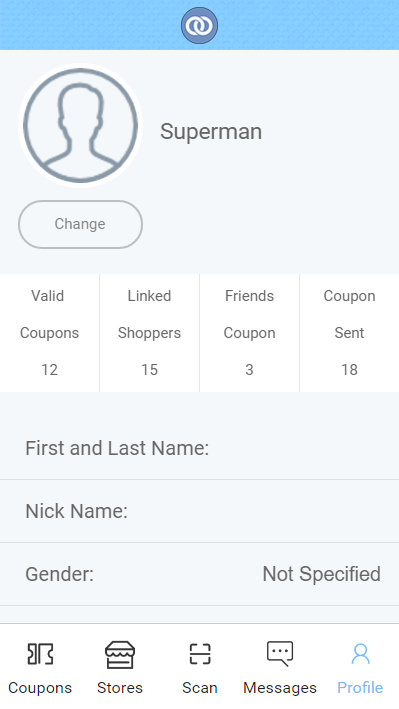 Superman
Change
Valid Coupons 12
Linked Shoppers 15
Friends Coupon 3
Coupon Sent 18
First and Last Name:
Nick Name:
Gender: Not Specified
Coupons Stores Scan Messages Profile